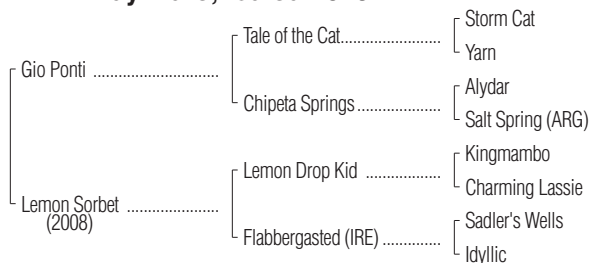 Storm Cat
Tale of the Cat....................
Yarn
Gio Ponti ..............................
Alydar
Chipeta Springs....................
Salt Spring (ARG)
Kingmambo
Lemon Drop Kid ..................
Charming Lassie
Lemon Sorbet ......................
(2008)
Sadler's Wells
Flabbergasted (IRE) ..............
Idyllic